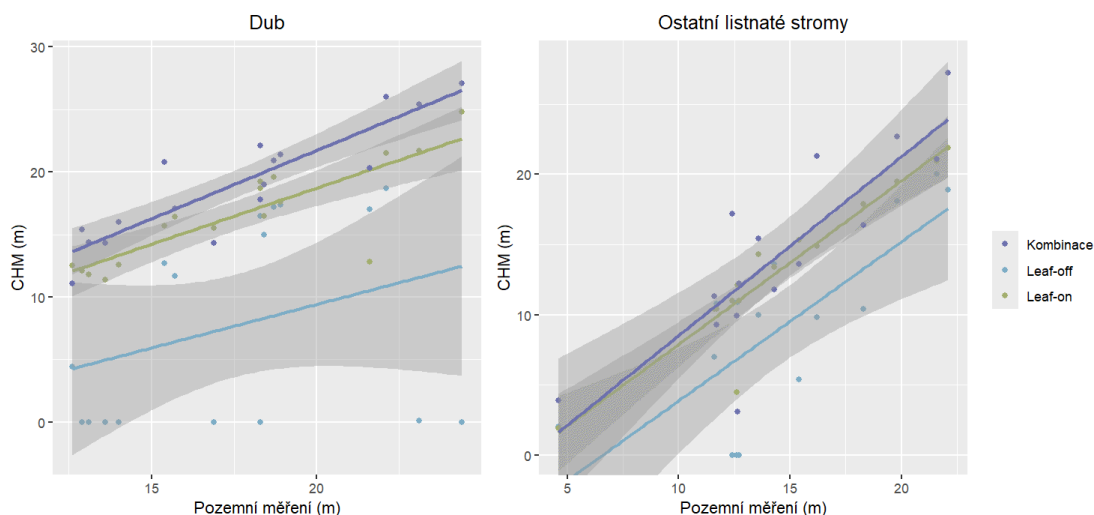 Dub
Ostatní listnaté stromy
30
20
10
0
CHM (m)
15
20
Pozemní měření (m)
20
10
0
CHM (m)
5
10
15
20
Pozemní měření (m)
Kombinace
Leaf-off
Leaf-on